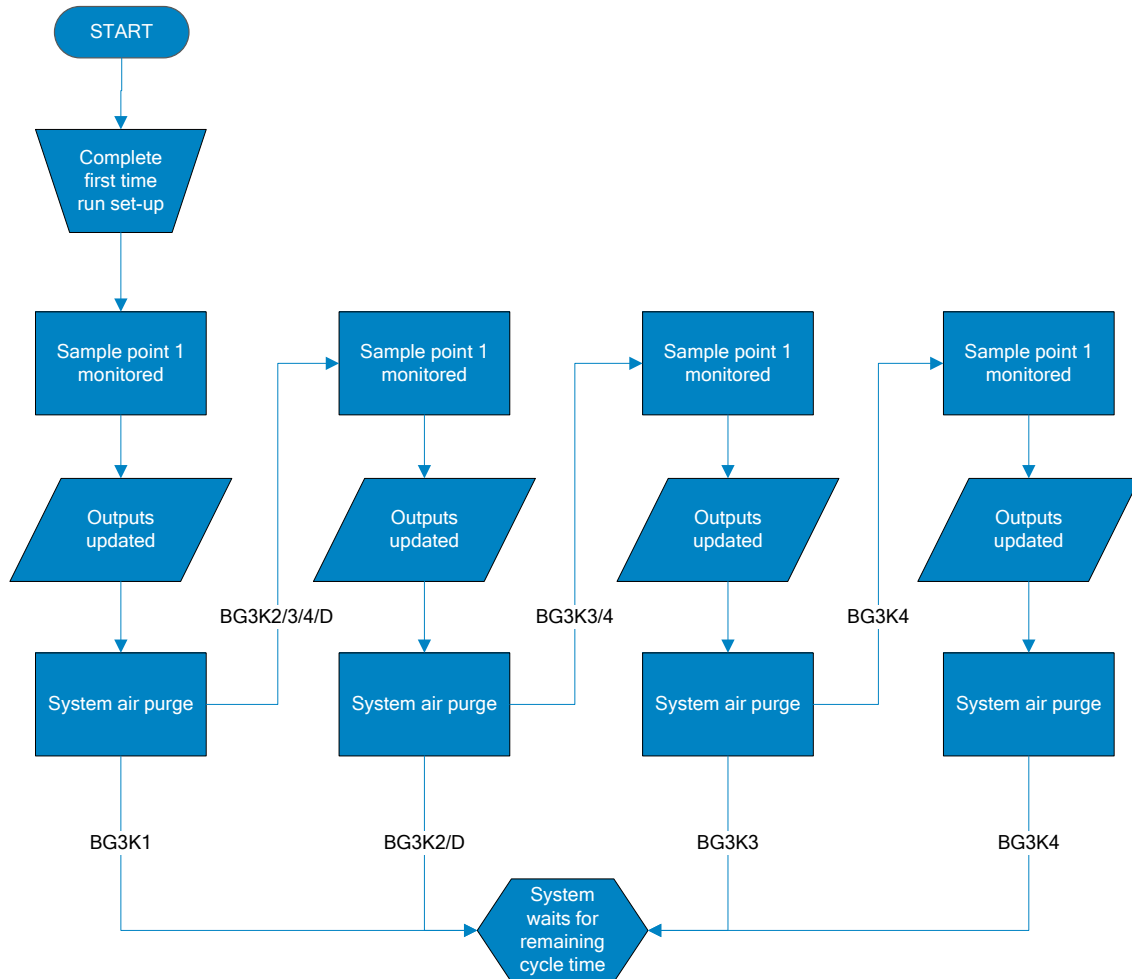 START
Complete
first time
run set-up
Sample point 1
monitored
Sample point 1
monitored
Sample point 1
monitored
Sample point 1
monitored
Outputs
updated
Outputs
updated
Outputs
updated
Outputs
updated
BG3K2/3/4/D
BG3K3/4
BG3K4
System air purge
System air purge
System air purge
System air purge
BG3K1
BG3K2/D
BG3K3
BG3K4
System
waits for
remaining
cycle time